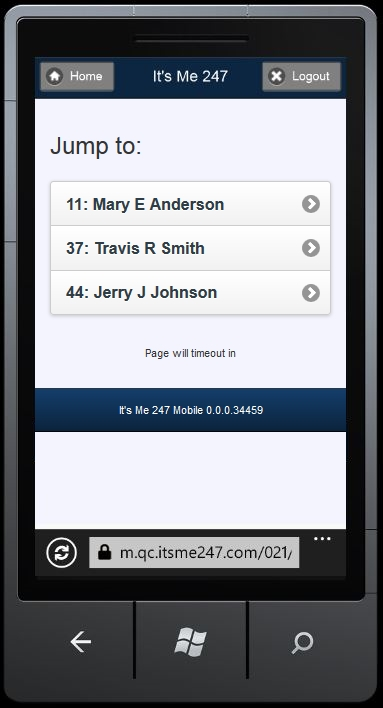 Home
It's Me 247
Logout
Jump to:
11: Mary E Anderson
37: Travis R Smith
44: Jerry J Johnson
Page will timeout in
It's Me 247 Mobile 0.0.0.34459
m.qc.itsme247.com/021/